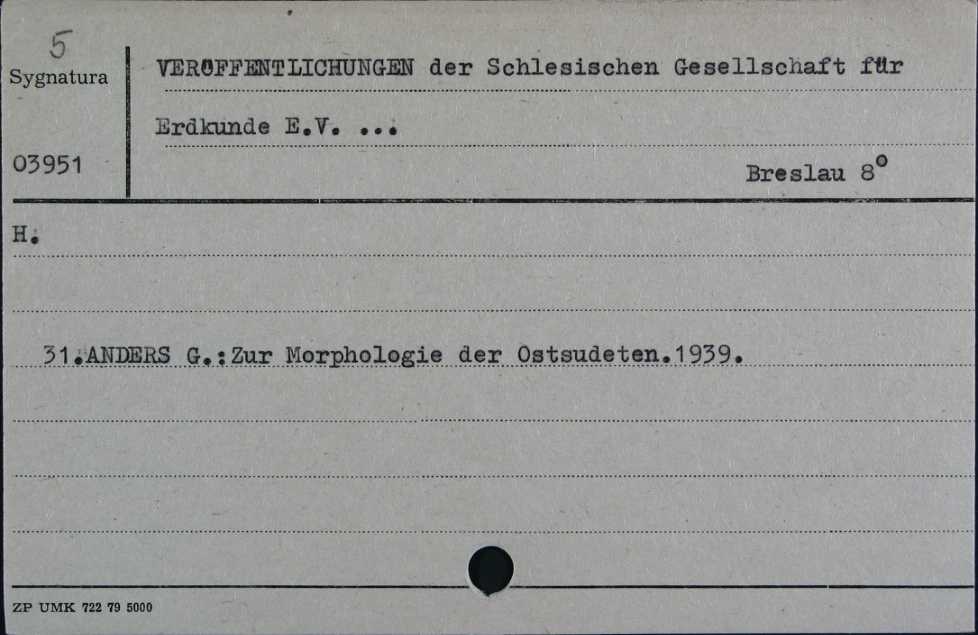 5
Sygnatura
VERÖFFENTLICHUNGEN der Schlesischen Gesellschaft für
Erdkunde E.V. ...
03951
Breslau 8°
H.
31.ANDERS G.:Zur Morphologie der Ostsudeten.1939.
ZP UMK 722 79 5000